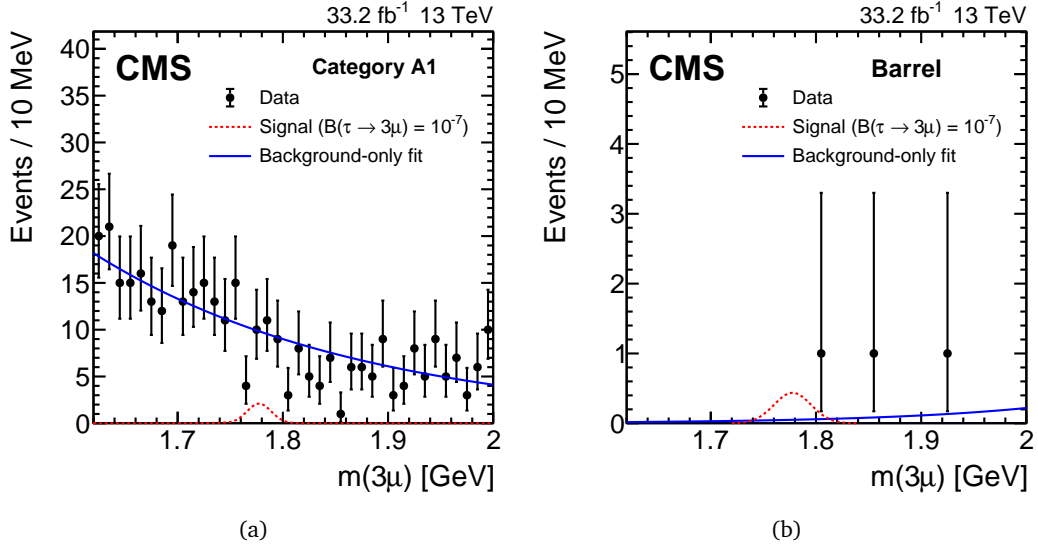 33.2 fb⁻¹ 13 TeV
CMS
Category A1
Data
Signal (B(τ → 3μ) = 10⁻⁷)
Background-only fit
Events / 10 MeV
40
35
30
25
20
15
10
5
0
1.7 1.8 1.9 2
m(3μ) [GeV]
(a)
33.2 fb⁻¹ 13 TeV
CMS
Barrel
Data
Signal (B(τ → 3μ) = 10⁻⁷)
Background-only fit
Events / 10 MeV
5
4
3
2
1
0
1.7 1.8 1.9 2
m(3μ) [GeV]
(b)